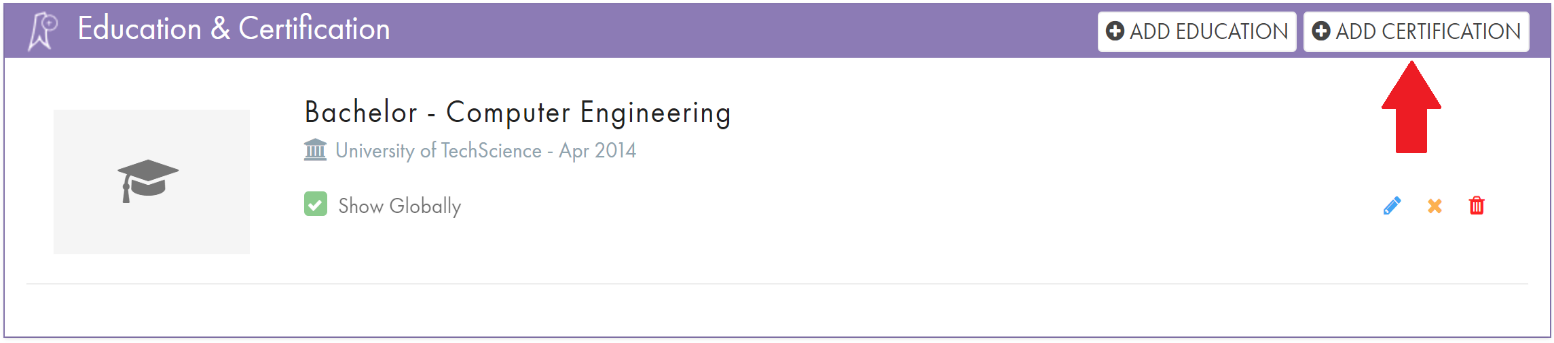 Education & Certification
ADD EDUCATION
ADD CERTIFICATION
Bachelor - Computer Engineering
University of TechScience - Apr 2014
Show Globally